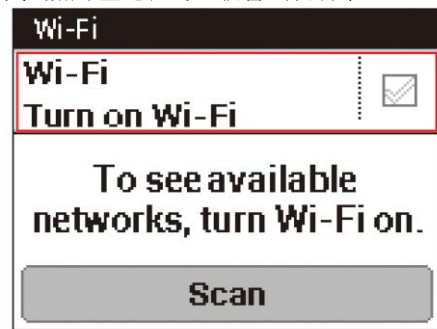 Wi-Fi
Wi-Fi
Turn on Wi-Fi
To see available
networks, turn Wi-Fi on.
Scan